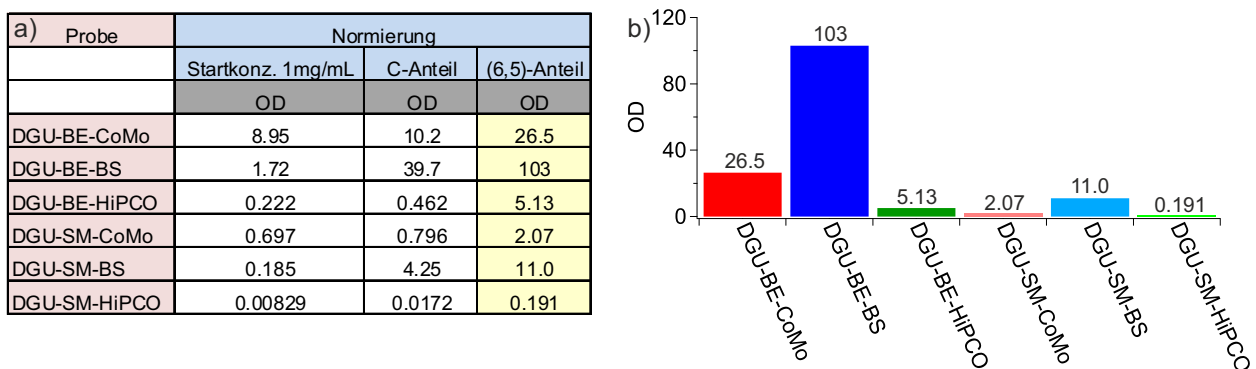 a) Probe Normierung
Startkonz. 1mg/mL C-Anteil (6,5)-Anteil
OD OD OD
DGU-BE-CoMo 8.95 10.2 26.5
DGU-BE-BS 1.72 39.7 103
DGU-BE-HiPCO 0.222 0.462 5.13
DGU-SM-CoMo 0.697 0.796 2.07
DGU-SM-BS 0.185 4.25 11.0
DGU-SM-HiPCO 0.00829 0.0172 0.191
b)
OD
120
80
40
0
26.5
103
5.13
2.07
11.0
0.191
DGU-BE-CoMo
DGU-BE-BS
DGU-BE-HiPCO
DGU-SM-CoMo
DGU-SM-BS
DGU-SM-HiPCO